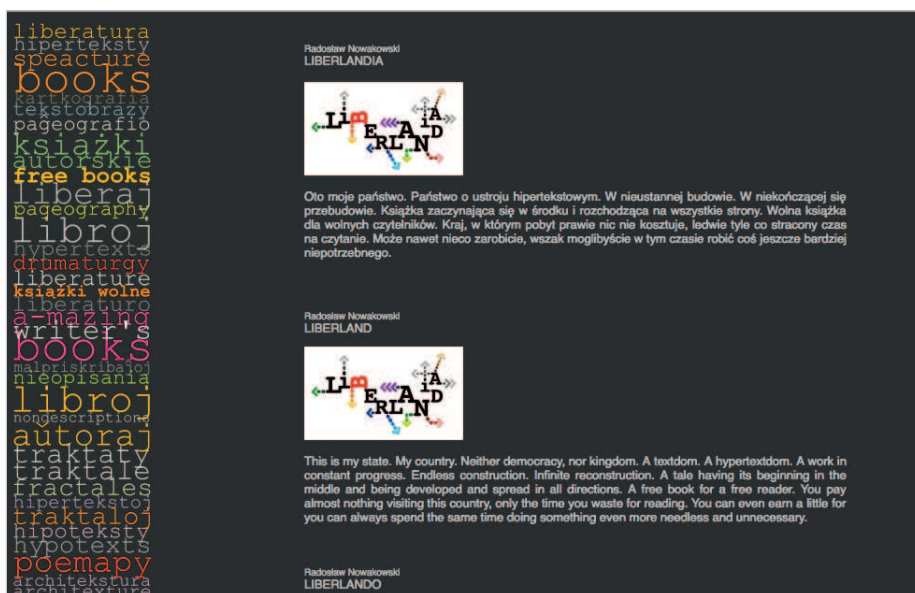 liberatura
hiperteksty
speacture
books
kartkografia
tekstobrazy
paĝeografio
książki
autorskie
free books
liberaj
pageography
libroj
hypertexts
drumaturgy
liberature
książki wolne
liberaturo
a-mazing
writer's
books
malpriskribaĵoj
nieopisania
libroj
nondescriptions
aŭtoraj
traktaty
traktale
fractales
hipertekstoj
traktaloj
hipoteksty
hypotexts
poemapy
architekstura
architexture
Radosław Nowakowski
LIBERLANDIA
LiBERLANDiA
Oto moje państwo. Państwo o ustroju hipertekstowym. W nieustannej budowie. W niekończącej się
przebudowie. Książka zaczynająca się w środku i rozchodząca na wszystkie strony. Wolna książka
dla wolnych czytelników. Kraj, w którym pobyt prawie nic nie kosztuje, ledwie tyle co stracony czas
na czytanie. Może nawet nieco zarobicie, wszak moglibyście w tym czasie robić coś jeszcze bardziej
niepotrzebnego.
Radosław Nowakowski
LIBERLAND
LiBERLANDiA
This is my state. My country. Neither democracy, nor kingdom. A textdom. A hypertextdom. A work in
constant progress. Endless construction. Infinite reconstruction. A tale having its beginning in the
middle and being developed and spread in all directions. A free book for a free reader. You pay
almost nothing visiting this country, only the time you waste for reading. You can even earn a little for
you can always spend the same time doing something even more needless and unnecessary.
Radosław Nowakowski
LIBERLANDO